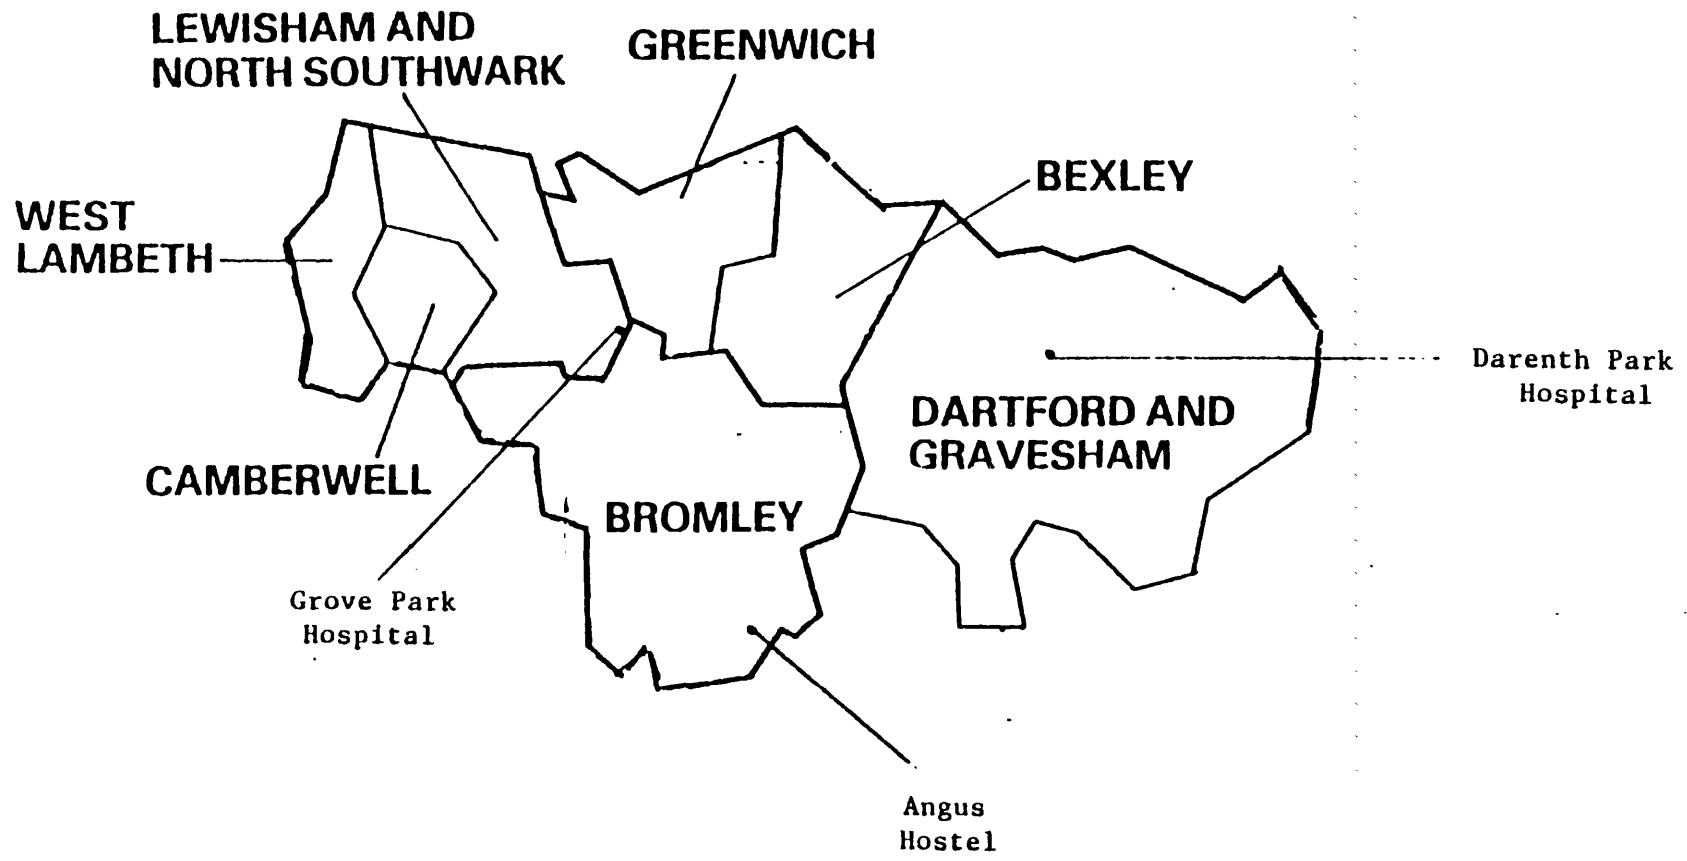 LEWISHAM AND
NORTH SOUTHWARK
GREENWICH
BEXLEY
WEST
LAMBETH
Darenth Park
Hospital
DARTFORD AND
GRAVESHAM
CAMBERWELL
BROMLEY
Grove Park
Hospital
Angus
Hostel